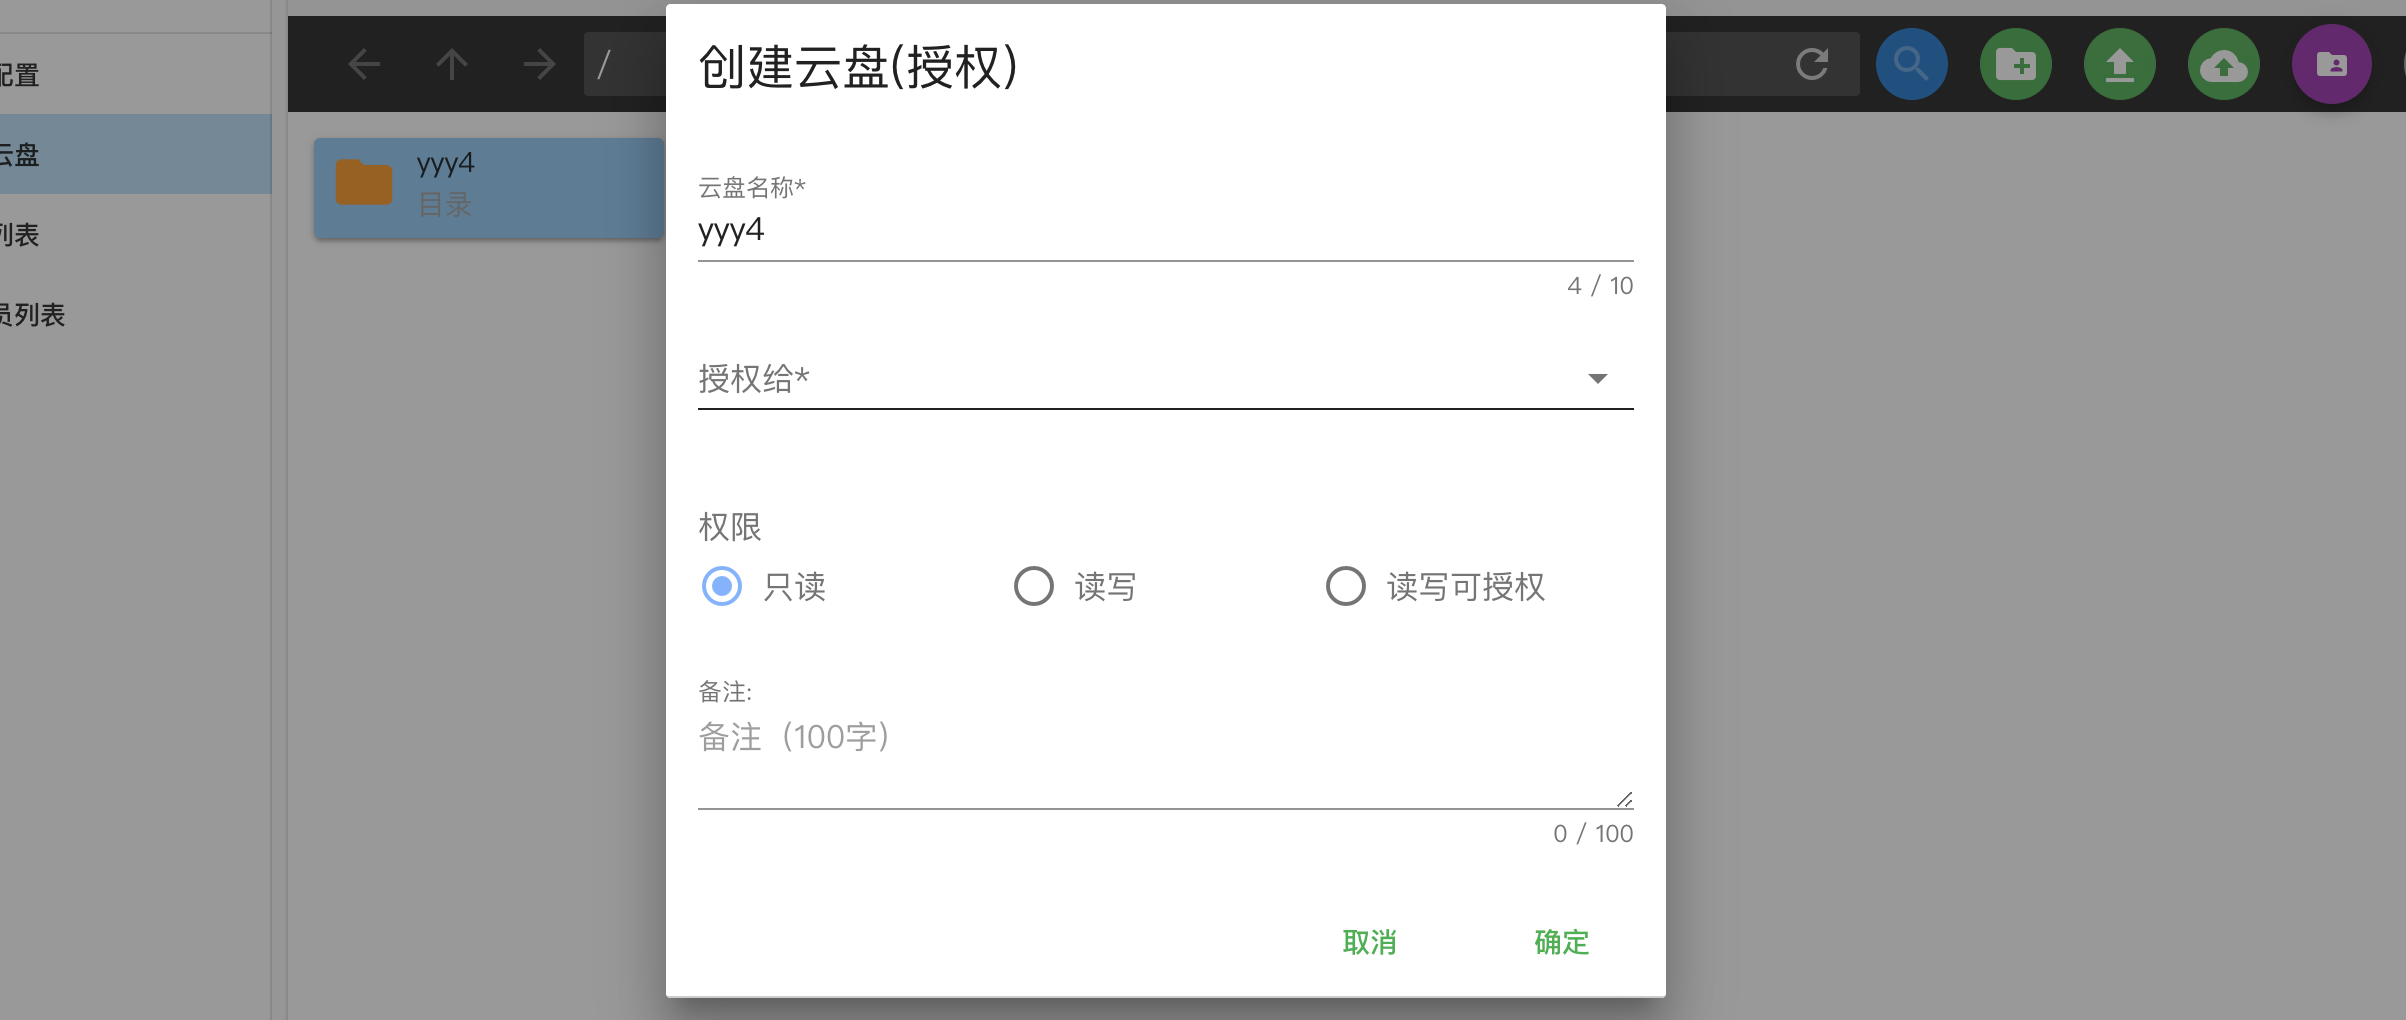 配置
云盘
列表
员列表
/
yyy4
目录
创建云盘(授权)
云盘名称*
yyy4
4 / 10
授权给*
权限
只读
读写
读写可授权
备注:
备注（100字）
0 / 100
取消
确定